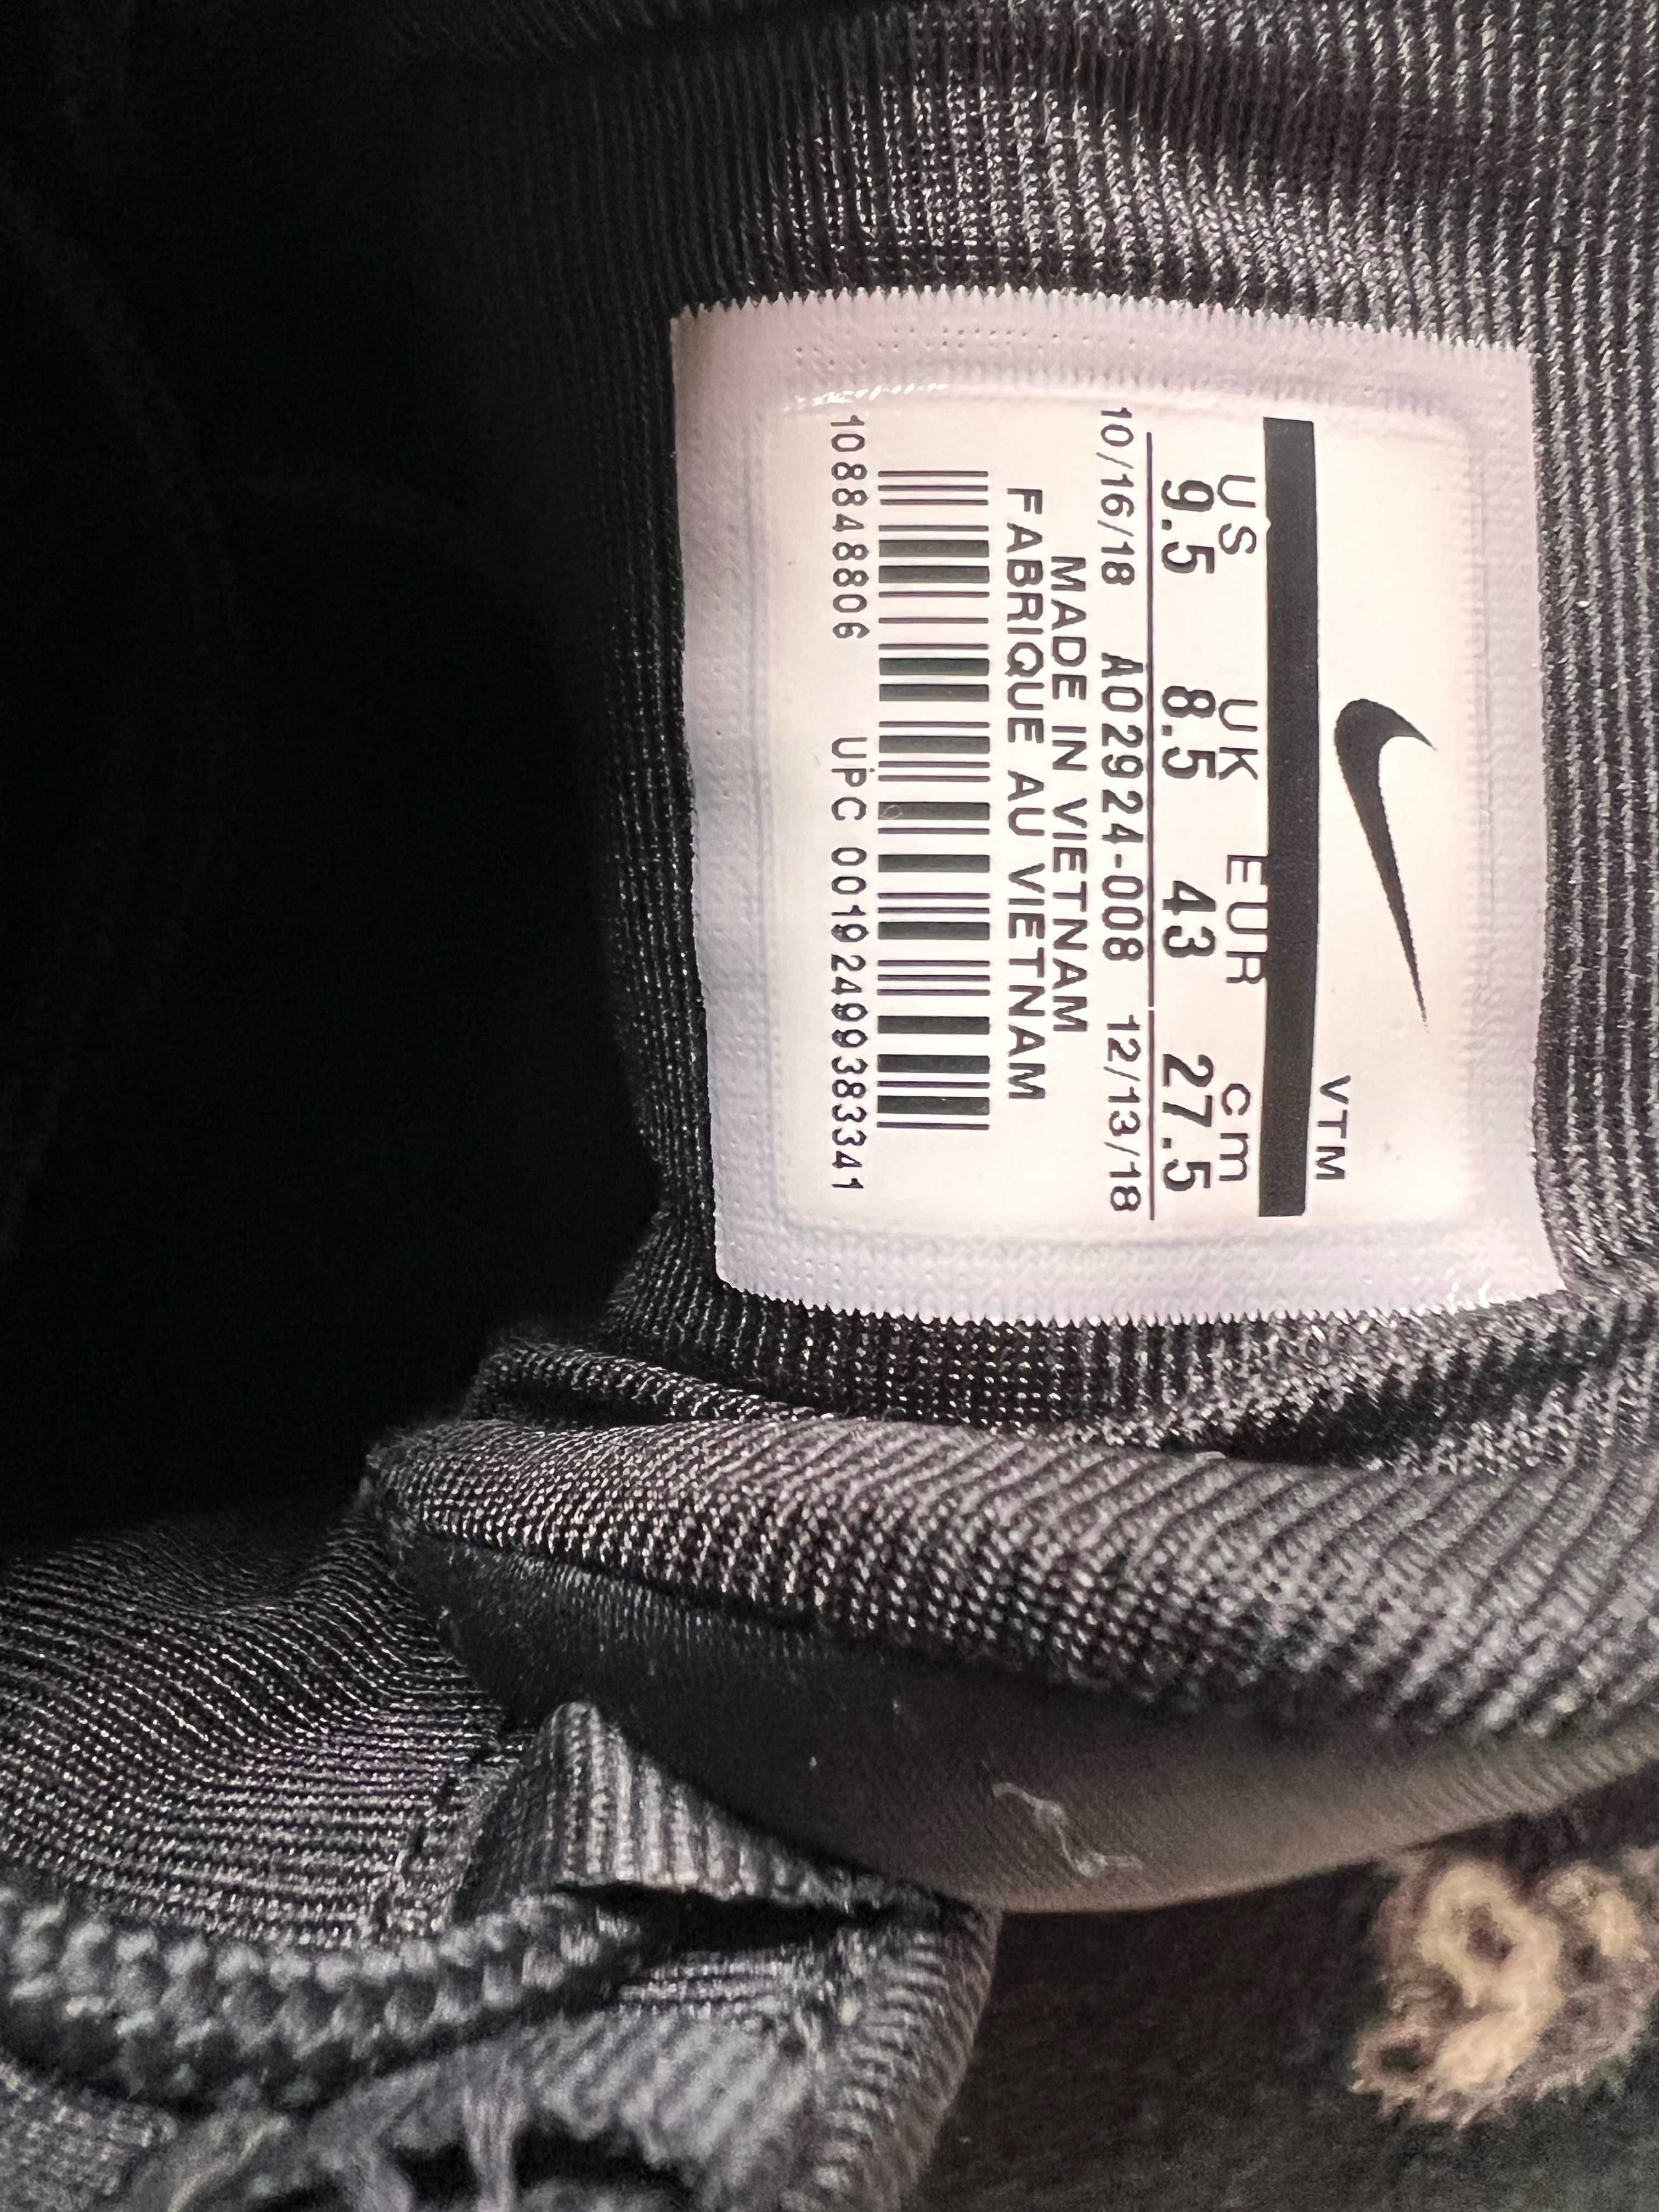 VTM
US UK EUR cm
9.5 8.5 43 27.5
10/16/18 AO2924-008 12/13/18
MADE IN VIETNAM
FABRIQUE AU VIETNAM
108848806 UPC 00192499383341